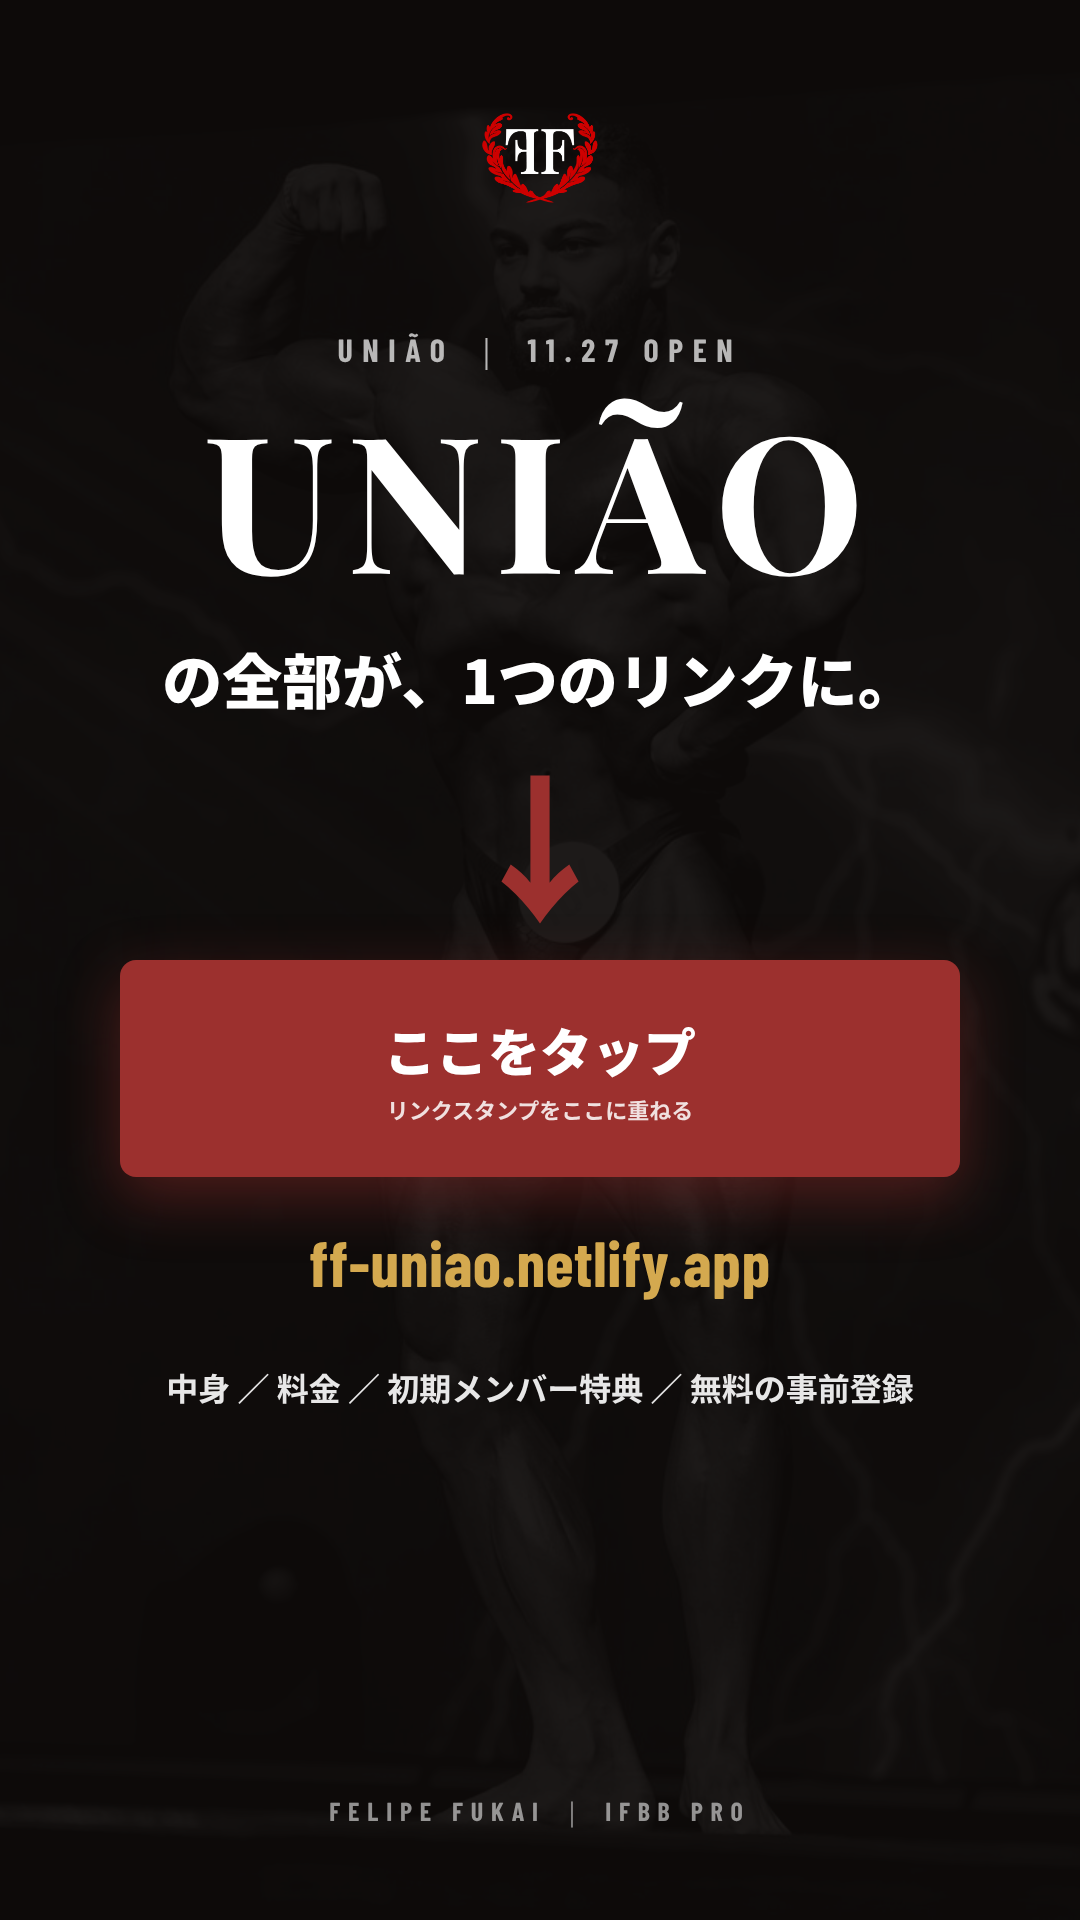 FF
UNIÃO | 11.27 OPEN
UNIÃO
の全部が、1つのリンクに。
ここをタップ
リンクスタンプをここに重ねる
ff-uniao.netlify.app
中身 ／ 料金 ／ 初期メンバー特典 ／ 無料の事前登録
FELIPE FUKAI | IFBB PRO